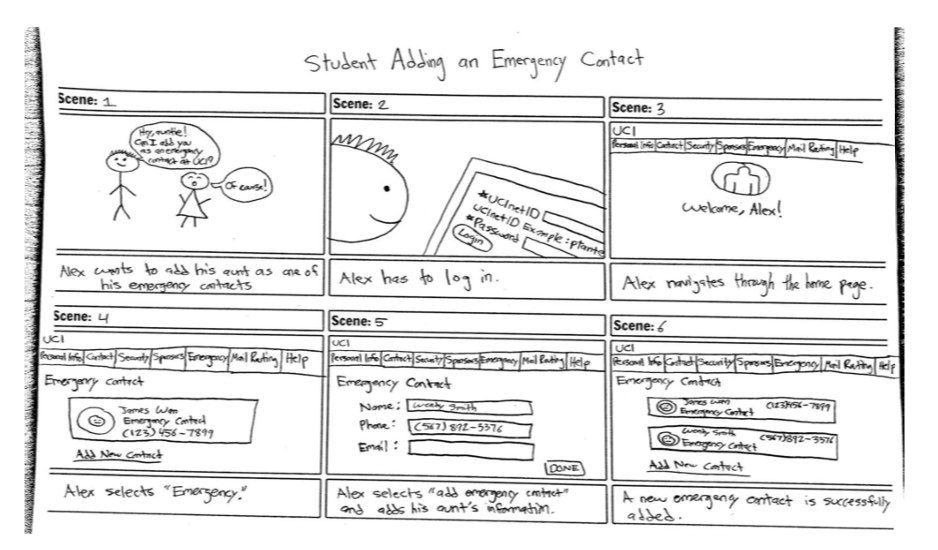 Student Adding an Emergency Contact
Scene: 1
Hey, auntie!
Can I add you
as an emergency
contact at UCI?
Of course!
Alex wants to add his aunt as one of
his emergency contacts
Scene: 2
*UCInetID
UCInetID Example: ptante
*Password
Login
Alex has to log in.
Scene: 3
UCI
Personal Info Contact Security Sponsors Emergency Mail Routing Help
Welcome, Alex!
Alex navigates through the home page.
Scene: 4
UCI
Personal Info Contact Security Sponsors Emergency Mail Routing Help
Emergency Contact
James Wen
Emergency Contact
(123) 456-7899
Add New Contact
Alex selects "Emergency."
Scene: 5
UCI
Personal Info Contact Security Sponsors Emergency Mail Routing Help
Emergency Contact
Name: Wendy Smith
Phone: (567) 892-3376
Email:
DONE
Alex selects "add emergency contact"
and adds his aunt's information.
Scene: 6
UCI
Personal Info Contact Security Sponsors Emergency Mail Routing Help
Emergency Contact
James Wen (123)456-7899
Emergency Contact
Wendy Smith (567)892-3376
Emergency Contact
Add New Contact
A new emergency contact is successfully
added.